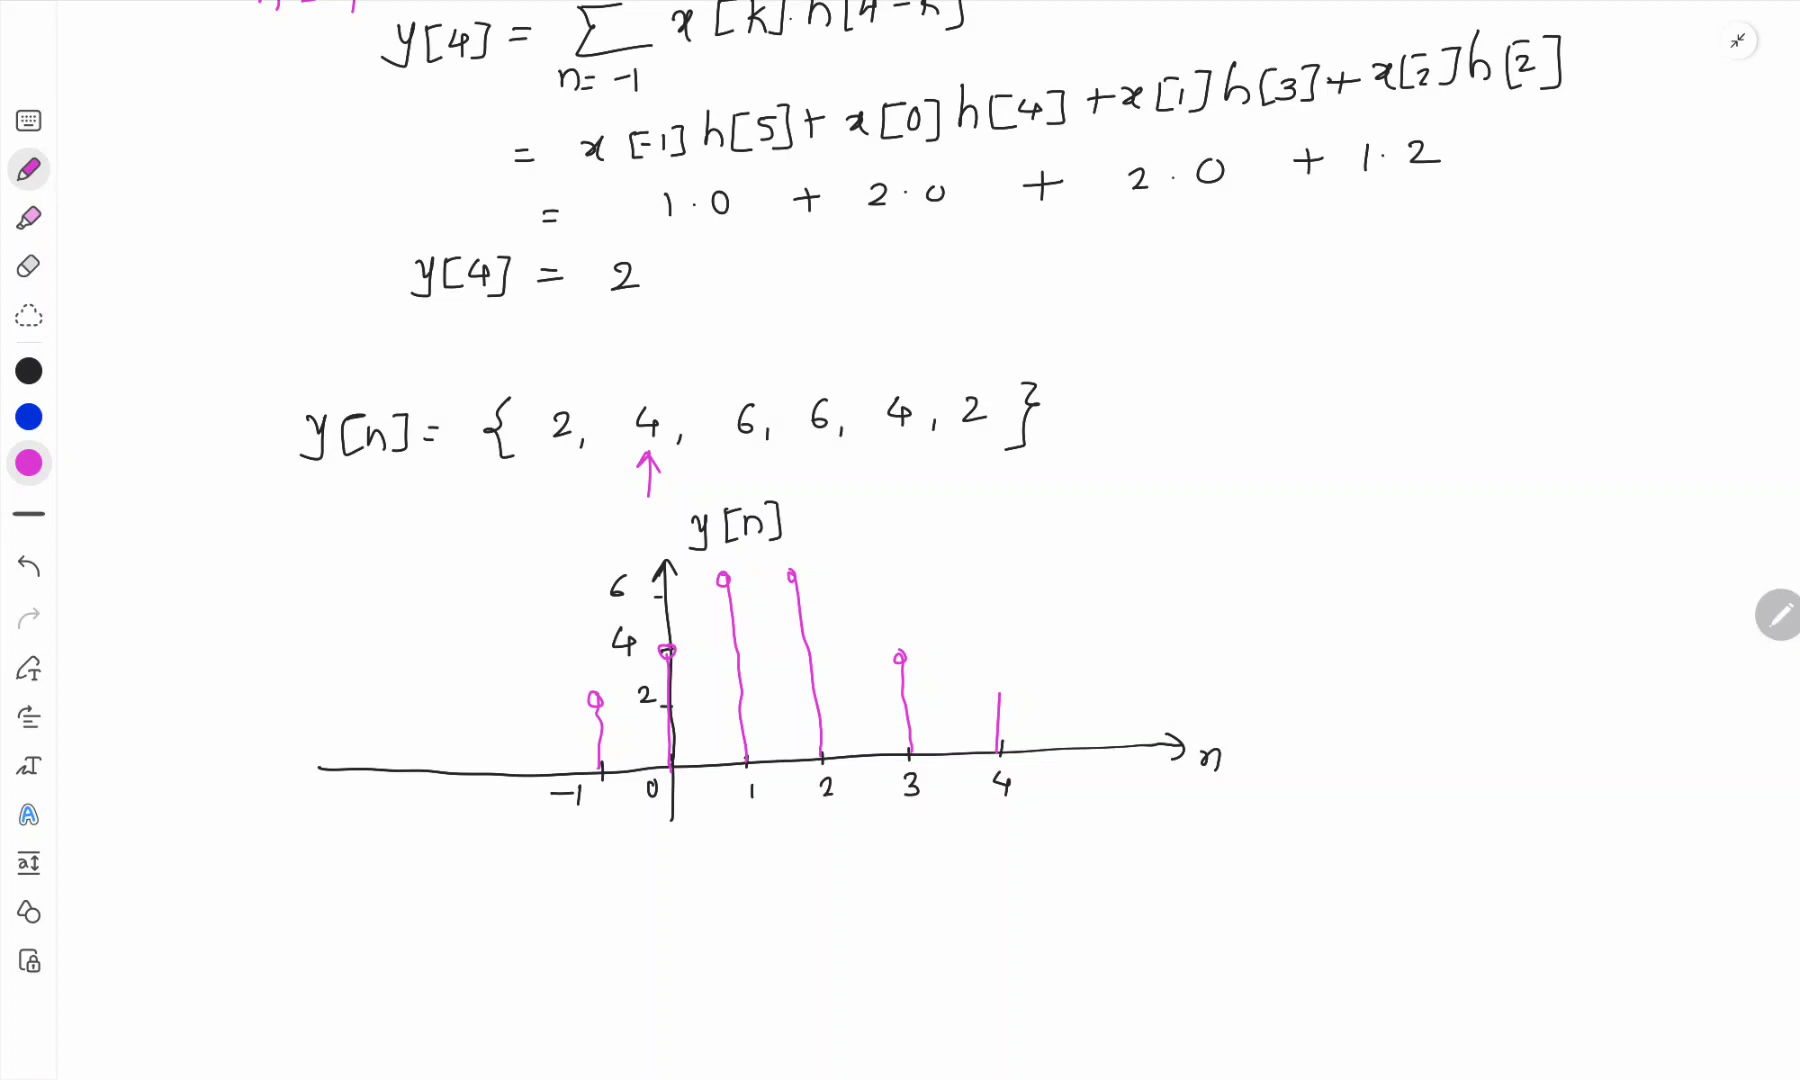 y[4] = ∑ x[k]·h[4-k]
n= -1
= x[-1]h[5]+ x[0]h[4] + x[1]h[3]+ x[2]h[2]
= 1·0 + 2·0 + 2·0 + 1·2
y[4] = 2
y[n]= { 2, 4, 6, 6, 4, 2 }
↑
y[n]
6
4
2
n
-1 0 1 2 3 4